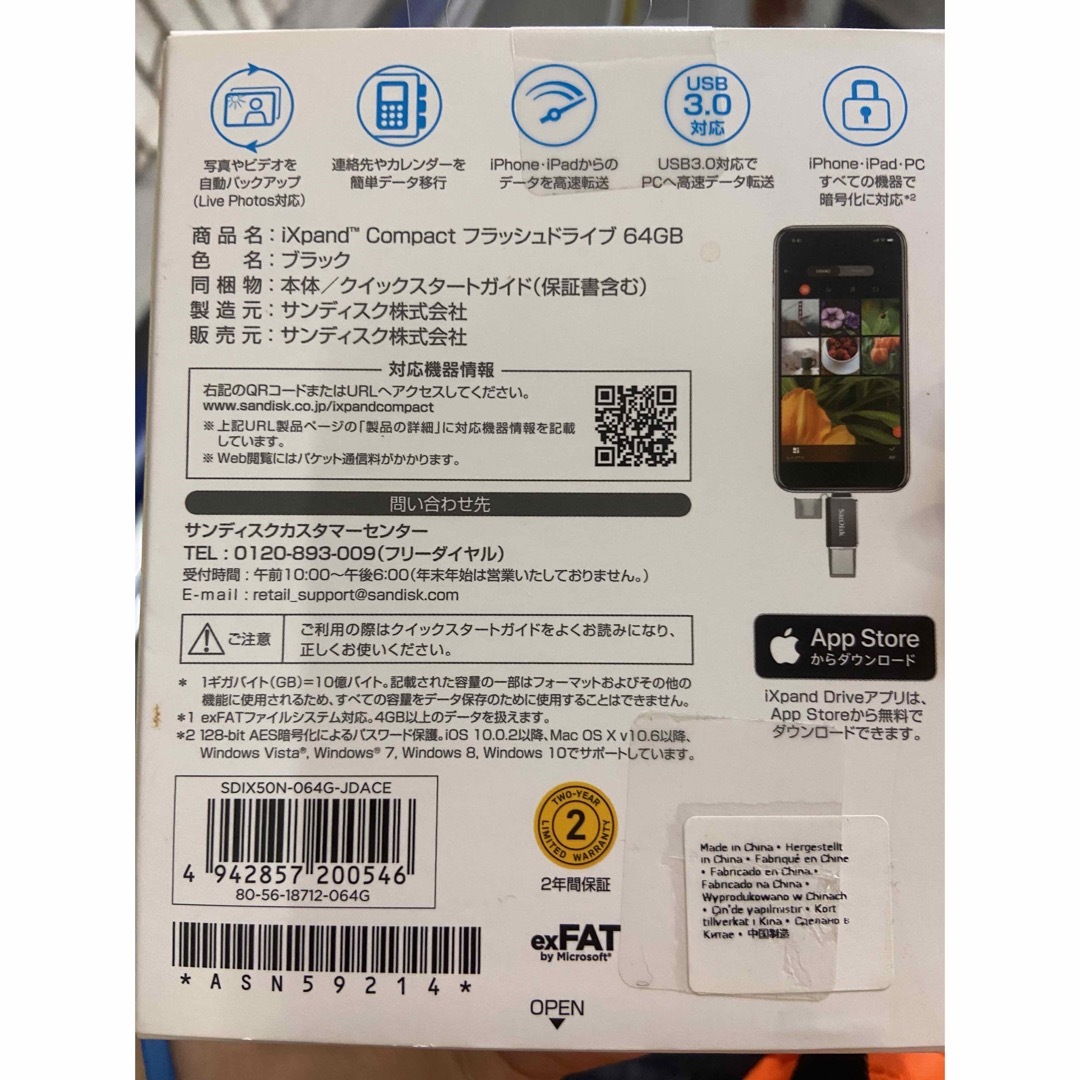 写真やビデオを
自動バックアップ
(Live Photos対応)
連絡先やカレンダーを
簡単データ移行
iPhone･iPadからの
データを高速転送
USB
3.0
対応
USB3.0対応で
PCへ高速データ転送
iPhone･iPad･PC
すべての機器で
暗号化に対応*2
商品名：iXpand™ Compact フラッシュドライブ 64GB
色　名：ブラック
同梱物：本体／クイックスタートガイド(保証書含む)
製造元：サンディスク株式会社
販売元：サンディスク株式会社
対応機器情報
右記のQRコードまたはURLへアクセスしてください。
www.sandisk.co.jp/ixpandcompact
※上記URL製品ページの「製品の詳細」に対応機器情報を記載
しています。
※Web閲覧にはパケット通信料がかかります。
問い合わせ先
サンディスクカスタマーセンター
TEL：0120-893-009(フリーダイヤル)
受付時間：午前10:00～午後6:00(年末年始は営業いたしておりません。)
E-mail：retail_support@sandisk.com
ご注意
ご利用の際はクイックスタートガイドをよくお読みになり、
正しくお使いください。
* 1ギガバイト(GB)=10億バイト。記載された容量の一部はフォーマットおよびその他の
機能に使用されるため、すべての容量をデータ保存のために使用することはできません。
*1 exFATファイルシステム対応。4GB以上のデータを扱えます。
*2 128-bit AES暗号化によるパスワード保護。iOS 10.0.2以降、Mac OS X v10.6以降、
Windows Vista®, Windows® 7, Windows 8, Windows 10でサポートしています。
SanDisk
App Store
からダウンロード
iXpand Driveアプリは、
App Storeから無料で
ダウンロードできます。
SDIX50N-064G-JDACE
4 942857 200546
80-56-18712-064G
*ASN59214*
TWO-YEAR
2
LIMITED WARRANTY
2年間保証
exFAT
by Microsoft®
OPEN
Made in China • Hergestellt
in China • Fabriqué en Chine
• Fabricado en China •
Fabricado na China •
Wyprodukowano w Chinach
• Çin'de yapılmıştır • Kort
tillverkat i Kina • Сделано в
Китае • 中国制造